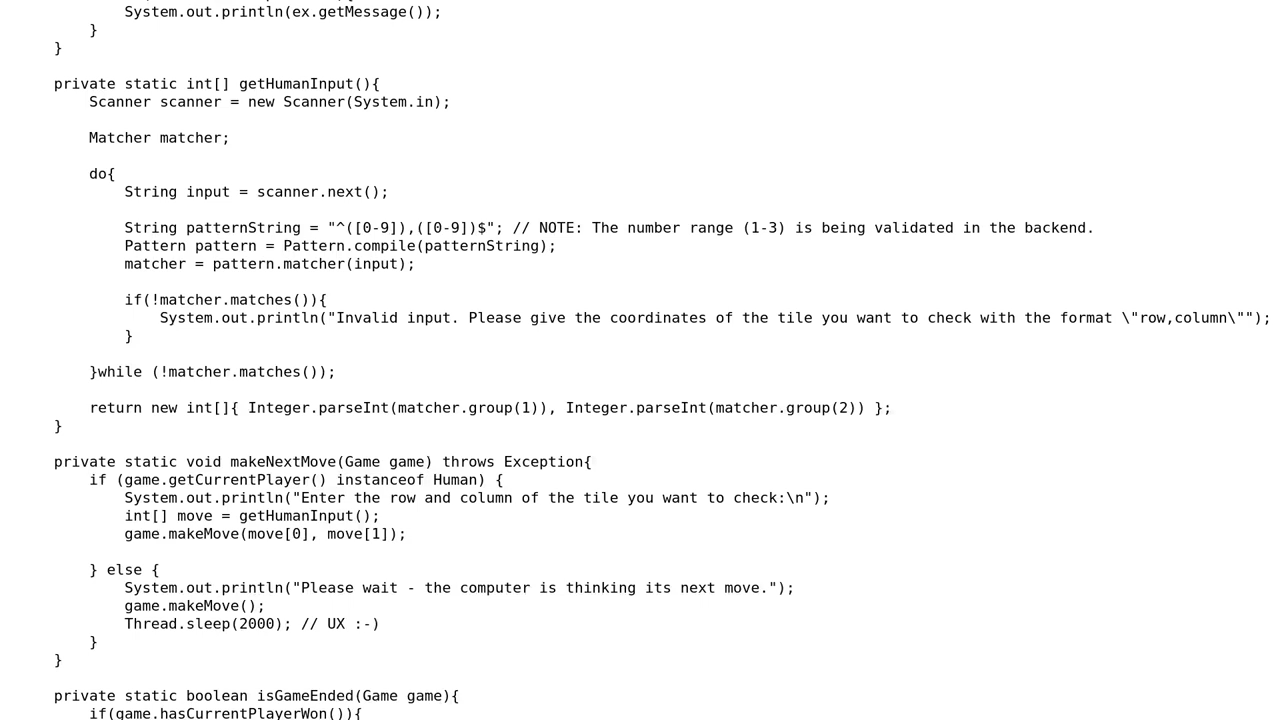 System.out.println(ex.getMessage());
        }
    }

    private static int[] getHumanInput(){
        Scanner scanner = new Scanner(System.in);

        Matcher matcher;

        do{
            String input = scanner.next();

            String patternString = "^([0-9]),([0-9])$"; // NOTE: The number range (1-3) is being validated in the backend.
            Pattern pattern = Pattern.compile(patternString);
            matcher = pattern.matcher(input);

            if(!matcher.matches()){
                System.out.println("Invalid input. Please give the coordinates of the tile you want to check with the format \"row,column\"");
            }

        }while (!matcher.matches());

        return new int[]{ Integer.parseInt(matcher.group(1)), Integer.parseInt(matcher.group(2)) };
    }

    private static void makeNextMove(Game game) throws Exception{
        if (game.getCurrentPlayer() instanceof Human) {
            System.out.println("Enter the row and column of the tile you want to check:\n");
            int[] move = getHumanInput();
            game.makeMove(move[0], move[1]);

        } else {
            System.out.println("Please wait - the computer is thinking its next move.");
            game.makeMove();
            Thread.sleep(2000); // UX :-)
        }
    }

    private static boolean isGameEnded(Game game){
        if(game.hasCurrentPlayerWon()){